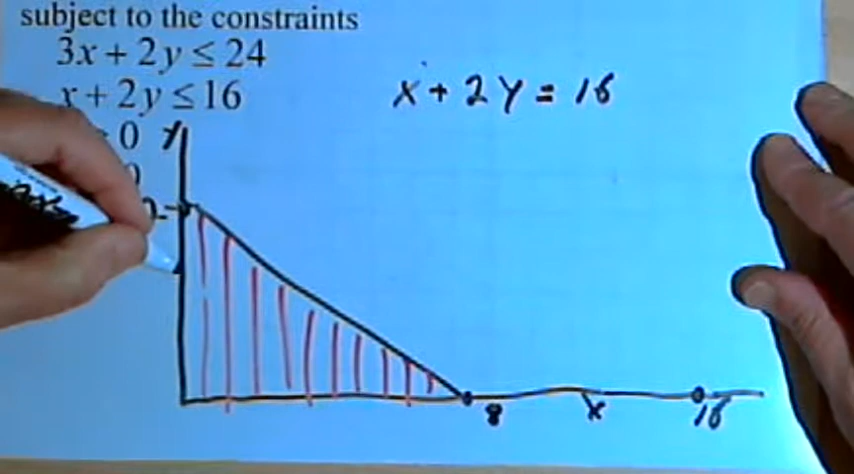 subject to the constraints
3x + 2y ≤ 24
x + 2y ≤ 16
x + 2y = 16
0 y
8 x 16